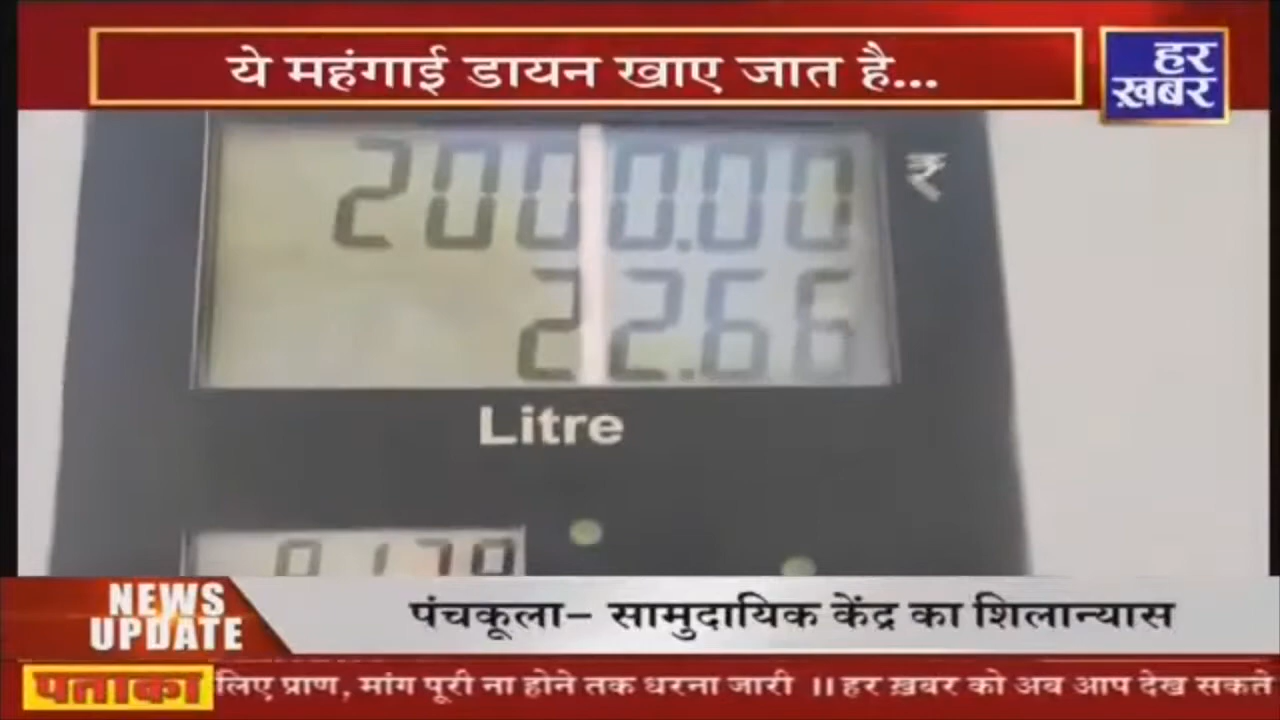 ये महंगाई डायन खाए जात है...
हर
ख़बर
2000.00 ₹
22.66
Litre
NEWS
UPDATE
पंचकूला- सामुदायिक केंद्र का शिलान्यास
पताका
लिए प्राण, मांग पूरी ना होने तक धरना जारी ।। हर ख़बर को अब आप देख सकते